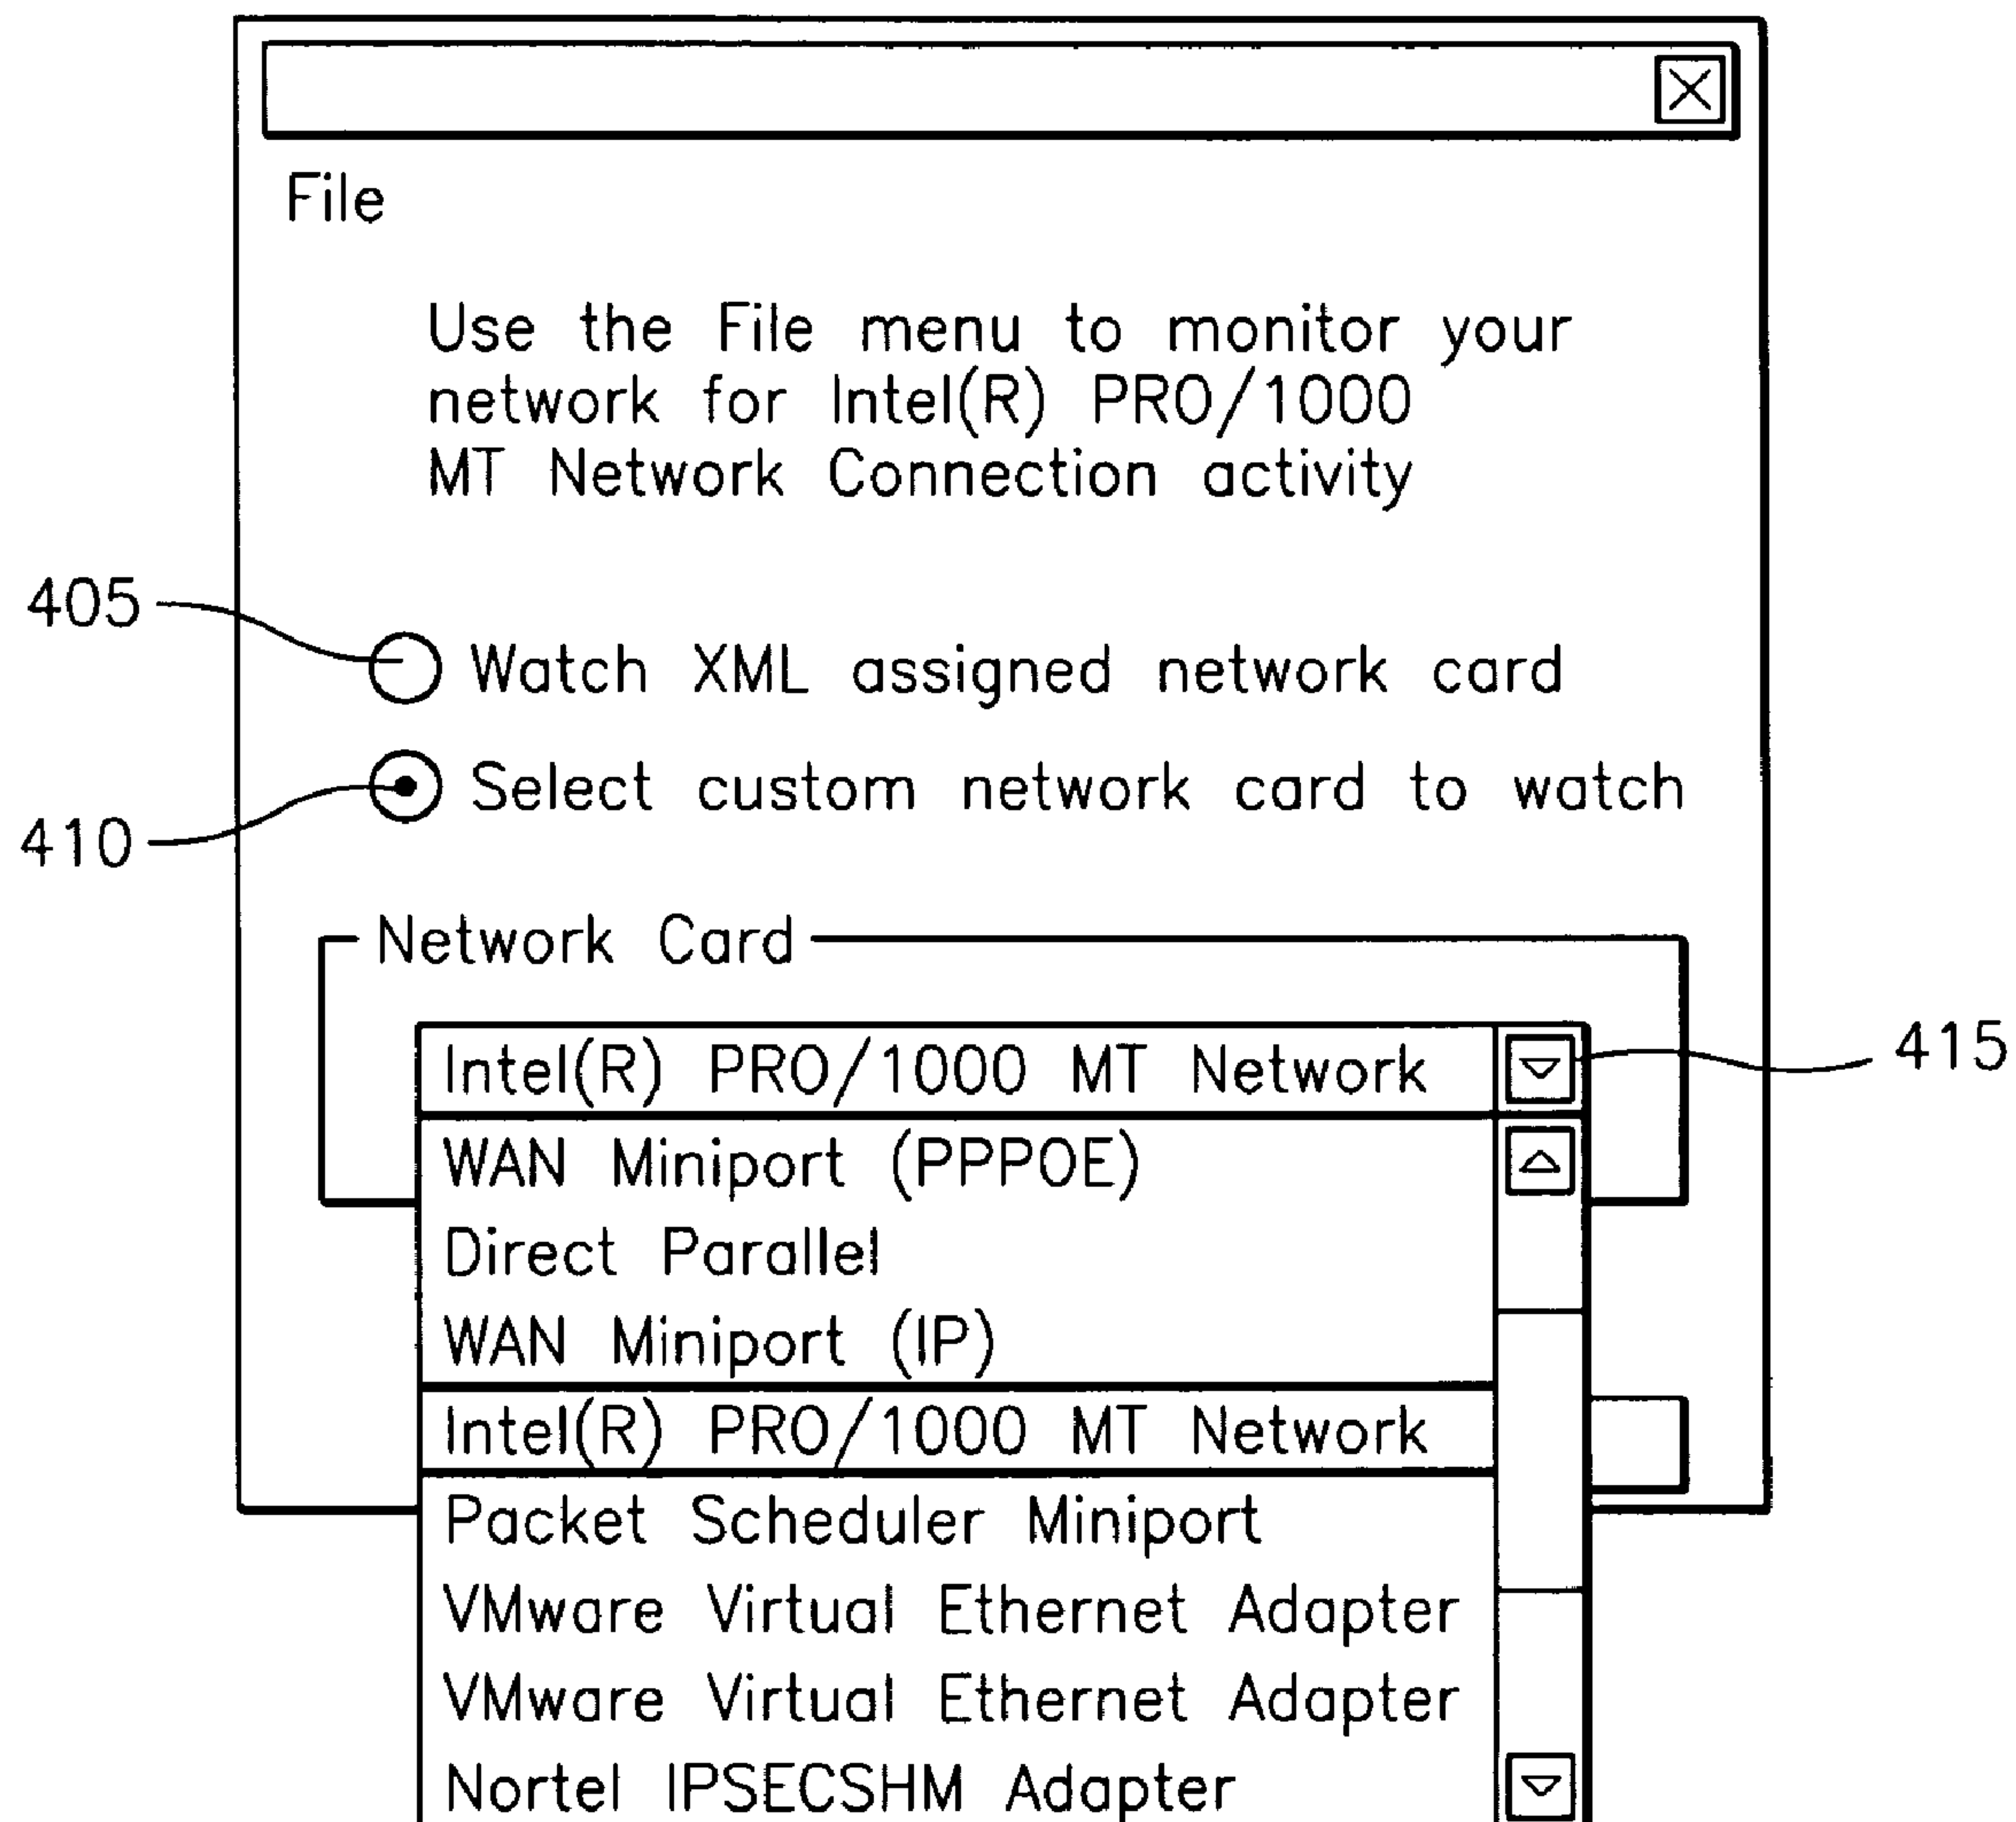 File
Use the File menu to monitor your
network for Intel(R) PRO/1000
MT Network Connection activity
405
Watch XML assigned network card
Select custom network card to watch
410
Network Card
Intel(R) PRO/1000 MT Network
415
WAN Miniport (PPPOE)
Direct Parallel
WAN Miniport (IP)
Intel(R) PRO/1000 MT Network
Packet Scheduler Miniport
VMware Virtual Ethernet Adapter
VMware Virtual Ethernet Adapter
Nortel IPSECSHM Adapter